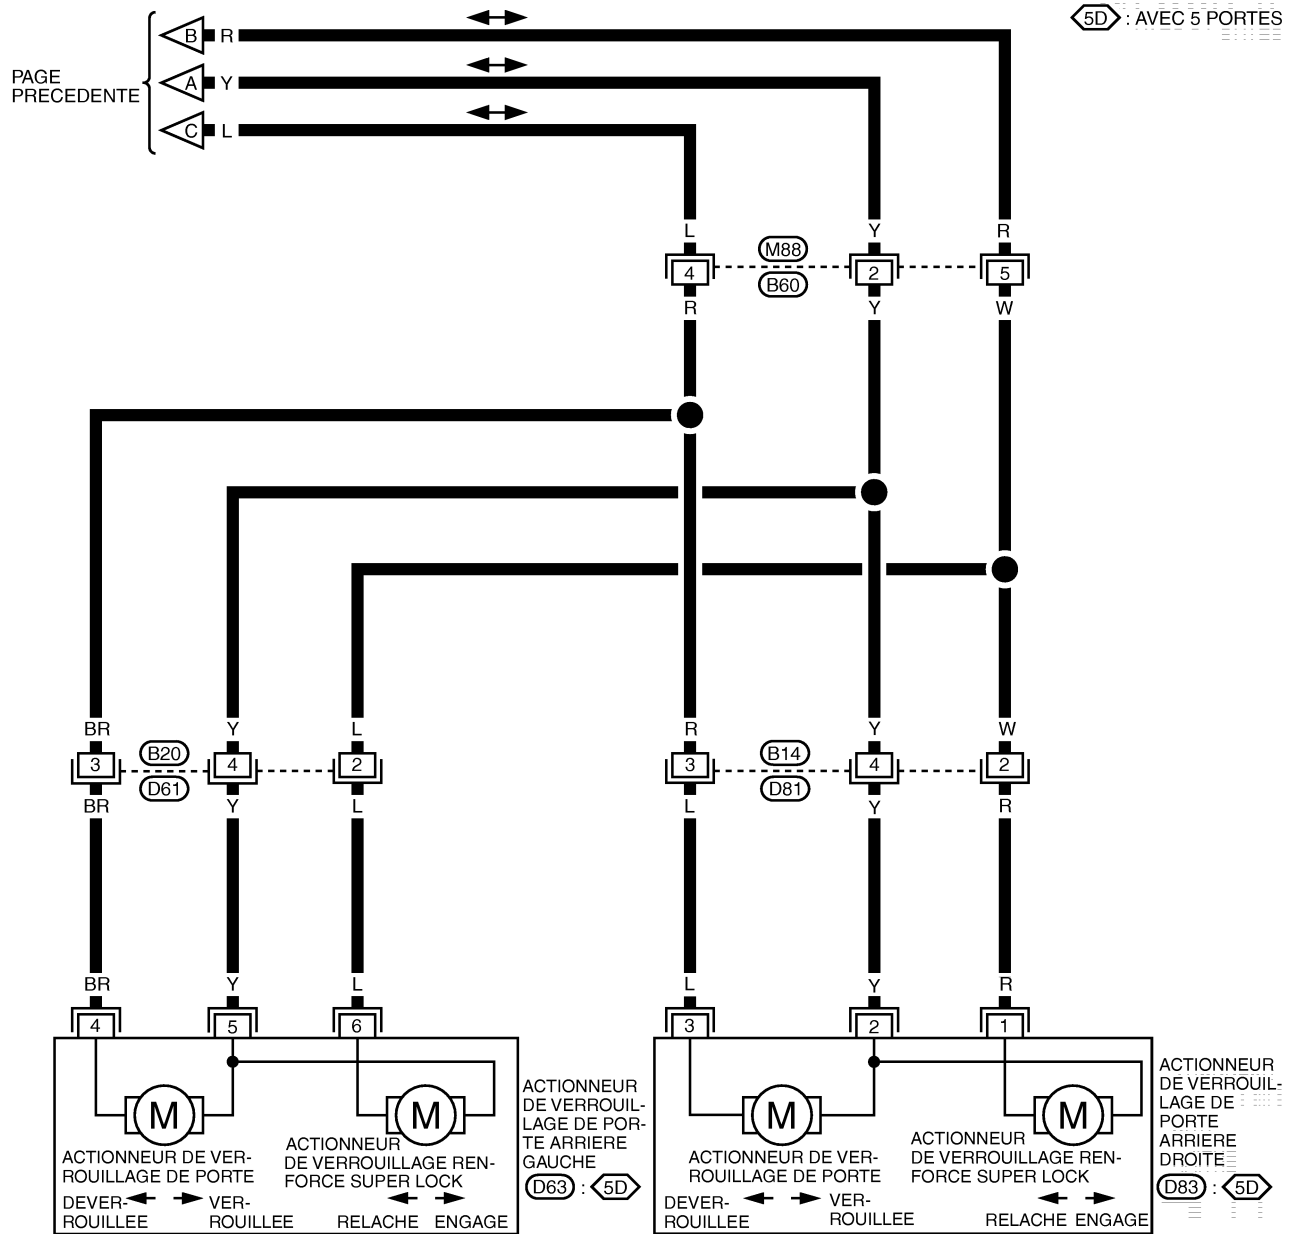 5D : AVEC 5 PORTES
PAGE
PRECEDENTE
B R
A Y
C L
L Y R
M88
4 2 5
B60
R Y W
BR Y L R Y W
B20 B14
3 4 2 3 4 2
D61 D81
BR Y L L Y R
BR Y L L Y R
4 5 6 3 2 1
M M M M
ACTIONNEUR DE VER-
ROUILLAGE DE PORTE
DEVER-
ROUILLEE
VER-
ROUILLEE
ACTIONNEUR
DE VERROUILLAGE REN-
FORCE SUPER LOCK
RELACHE ENGAGE
ACTIONNEUR
DE VERROUIL-
LAGE DE POR-
TE ARRIERE
GAUCHE
D63 : 5D
ACTIONNEUR DE VER-
ROUILLAGE DE PORTE
DEVER-
ROUILLEE
VER-
ROUILLEE
ACTIONNEUR
DE VERROUILLAGE REN-
FORCE SUPER LOCK
RELACHE ENGAGE
ACTIONNEUR
DE VERROUIL-
LAGE DE
PORTE
ARRIERE
DROITE
D83 : 5D